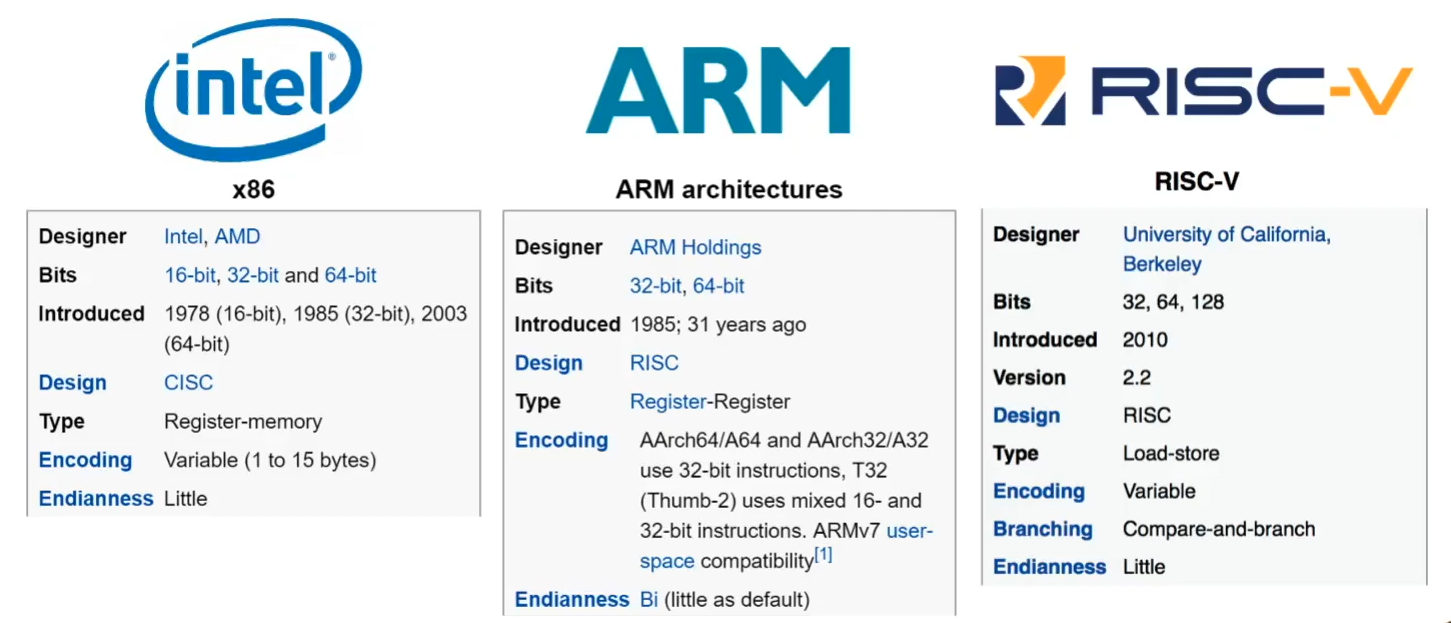 intel®
x86
Designer Intel, AMD
Bits 16-bit, 32-bit and 64-bit
Introduced 1978 (16-bit), 1985 (32-bit), 2003
(64-bit)
Design CISC
Type Register-memory
Encoding Variable (1 to 15 bytes)
Endianness Little
ARM
ARM architectures
Designer ARM Holdings
Bits 32-bit, 64-bit
Introduced 1985; 31 years ago
Design RISC
Type Register-Register
Encoding AArch64/A64 and AArch32/A32
use 32-bit instructions, T32
(Thumb-2) uses mixed 16- and
32-bit instructions. ARMv7 user-
space compatibility[1]
Endianness Bi (little as default)
RISC-V
RISC-V
Designer University of California,
Berkeley
Bits 32, 64, 128
Introduced 2010
Version 2.2
Design RISC
Type Load-store
Encoding Variable
Branching Compare-and-branch
Endianness Little